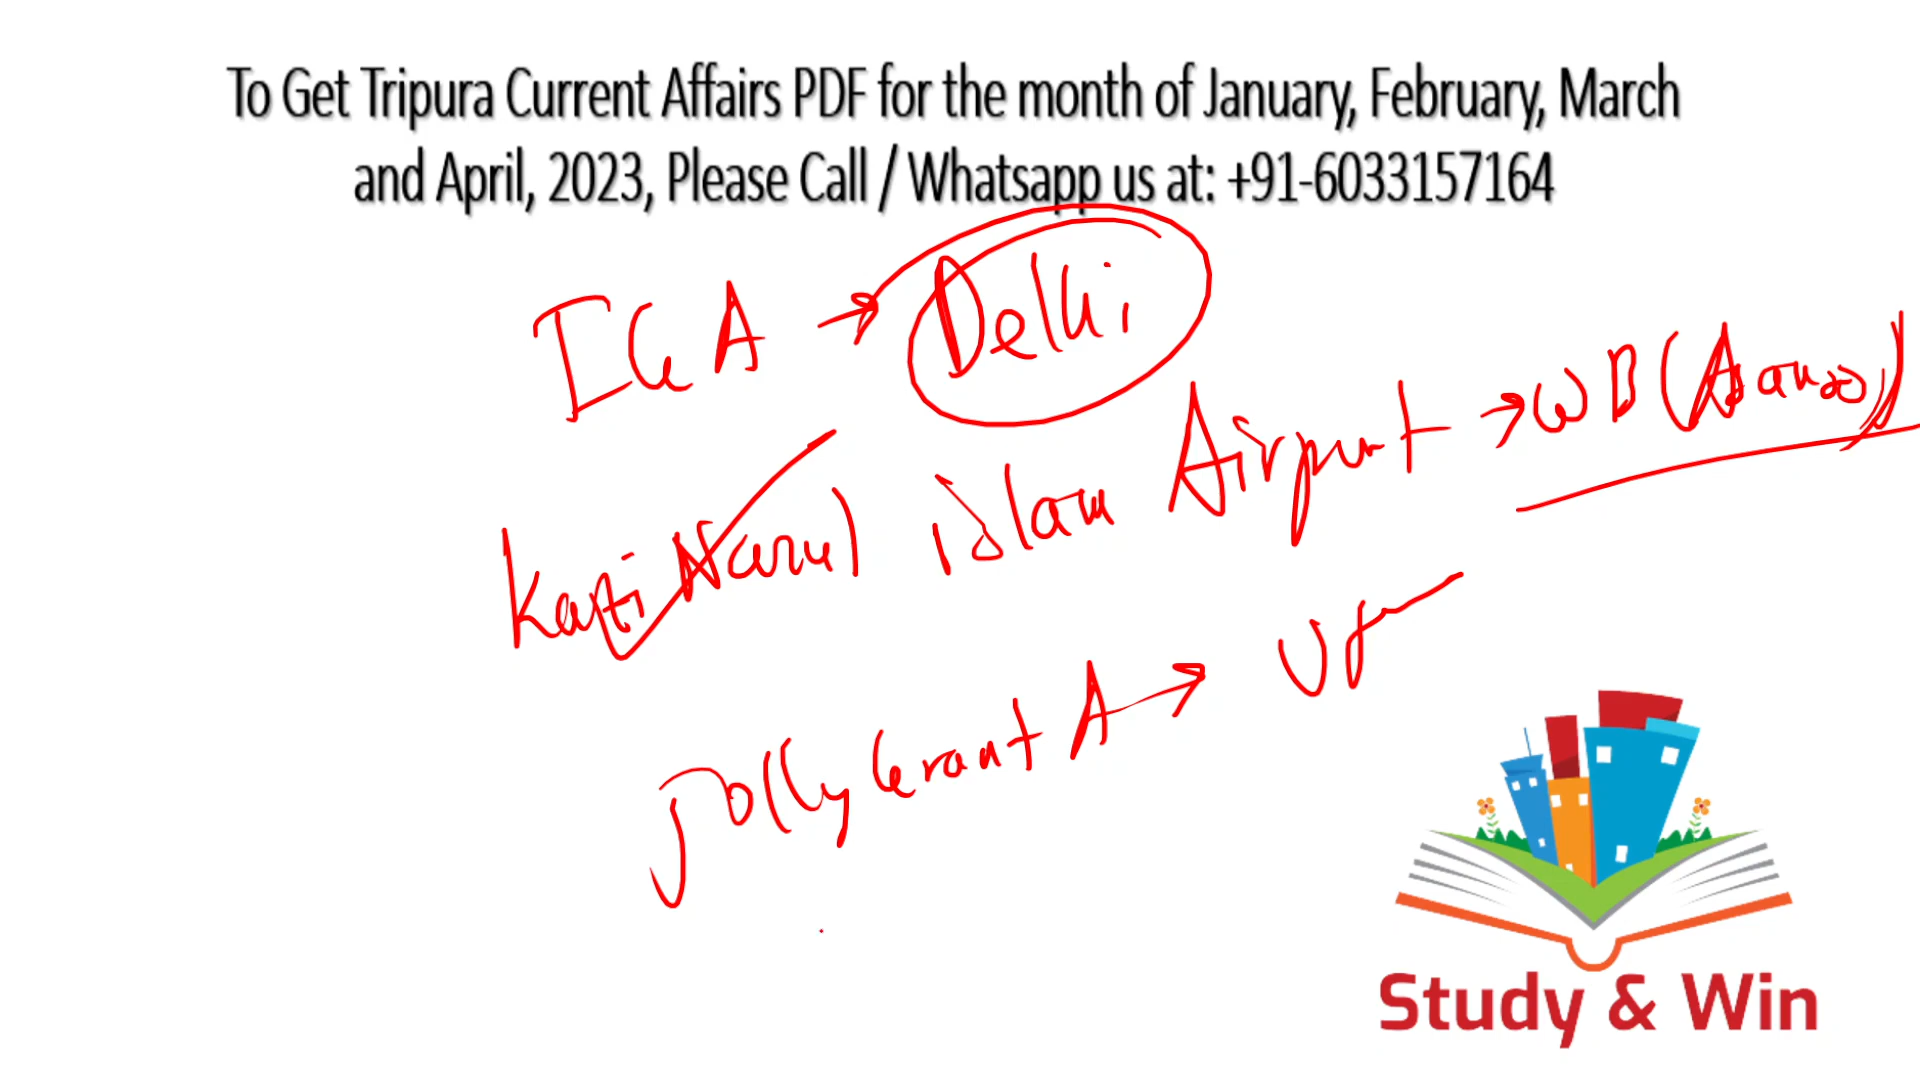 To Get Tripura Current Affairs PDF for the month of January, February, March
and April, 2023, Please Call / Whatsapp us at: +91-6033157164
IGA → Delhi
Kazi Narul islam Airport → WB (
Jolly Grant A →
Study & Win